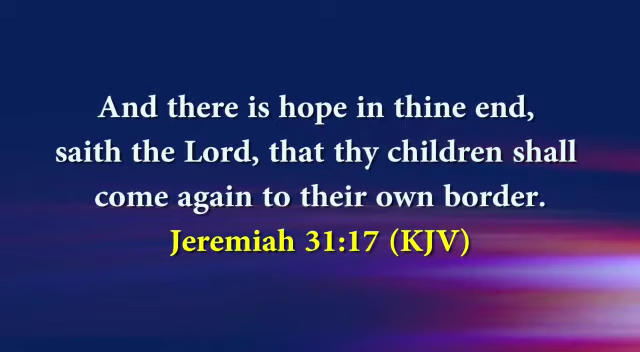 And there is hope in thine end,
saith the Lord, that thy children shall
come again to their own border.
Jeremiah 31:17 (KJV)